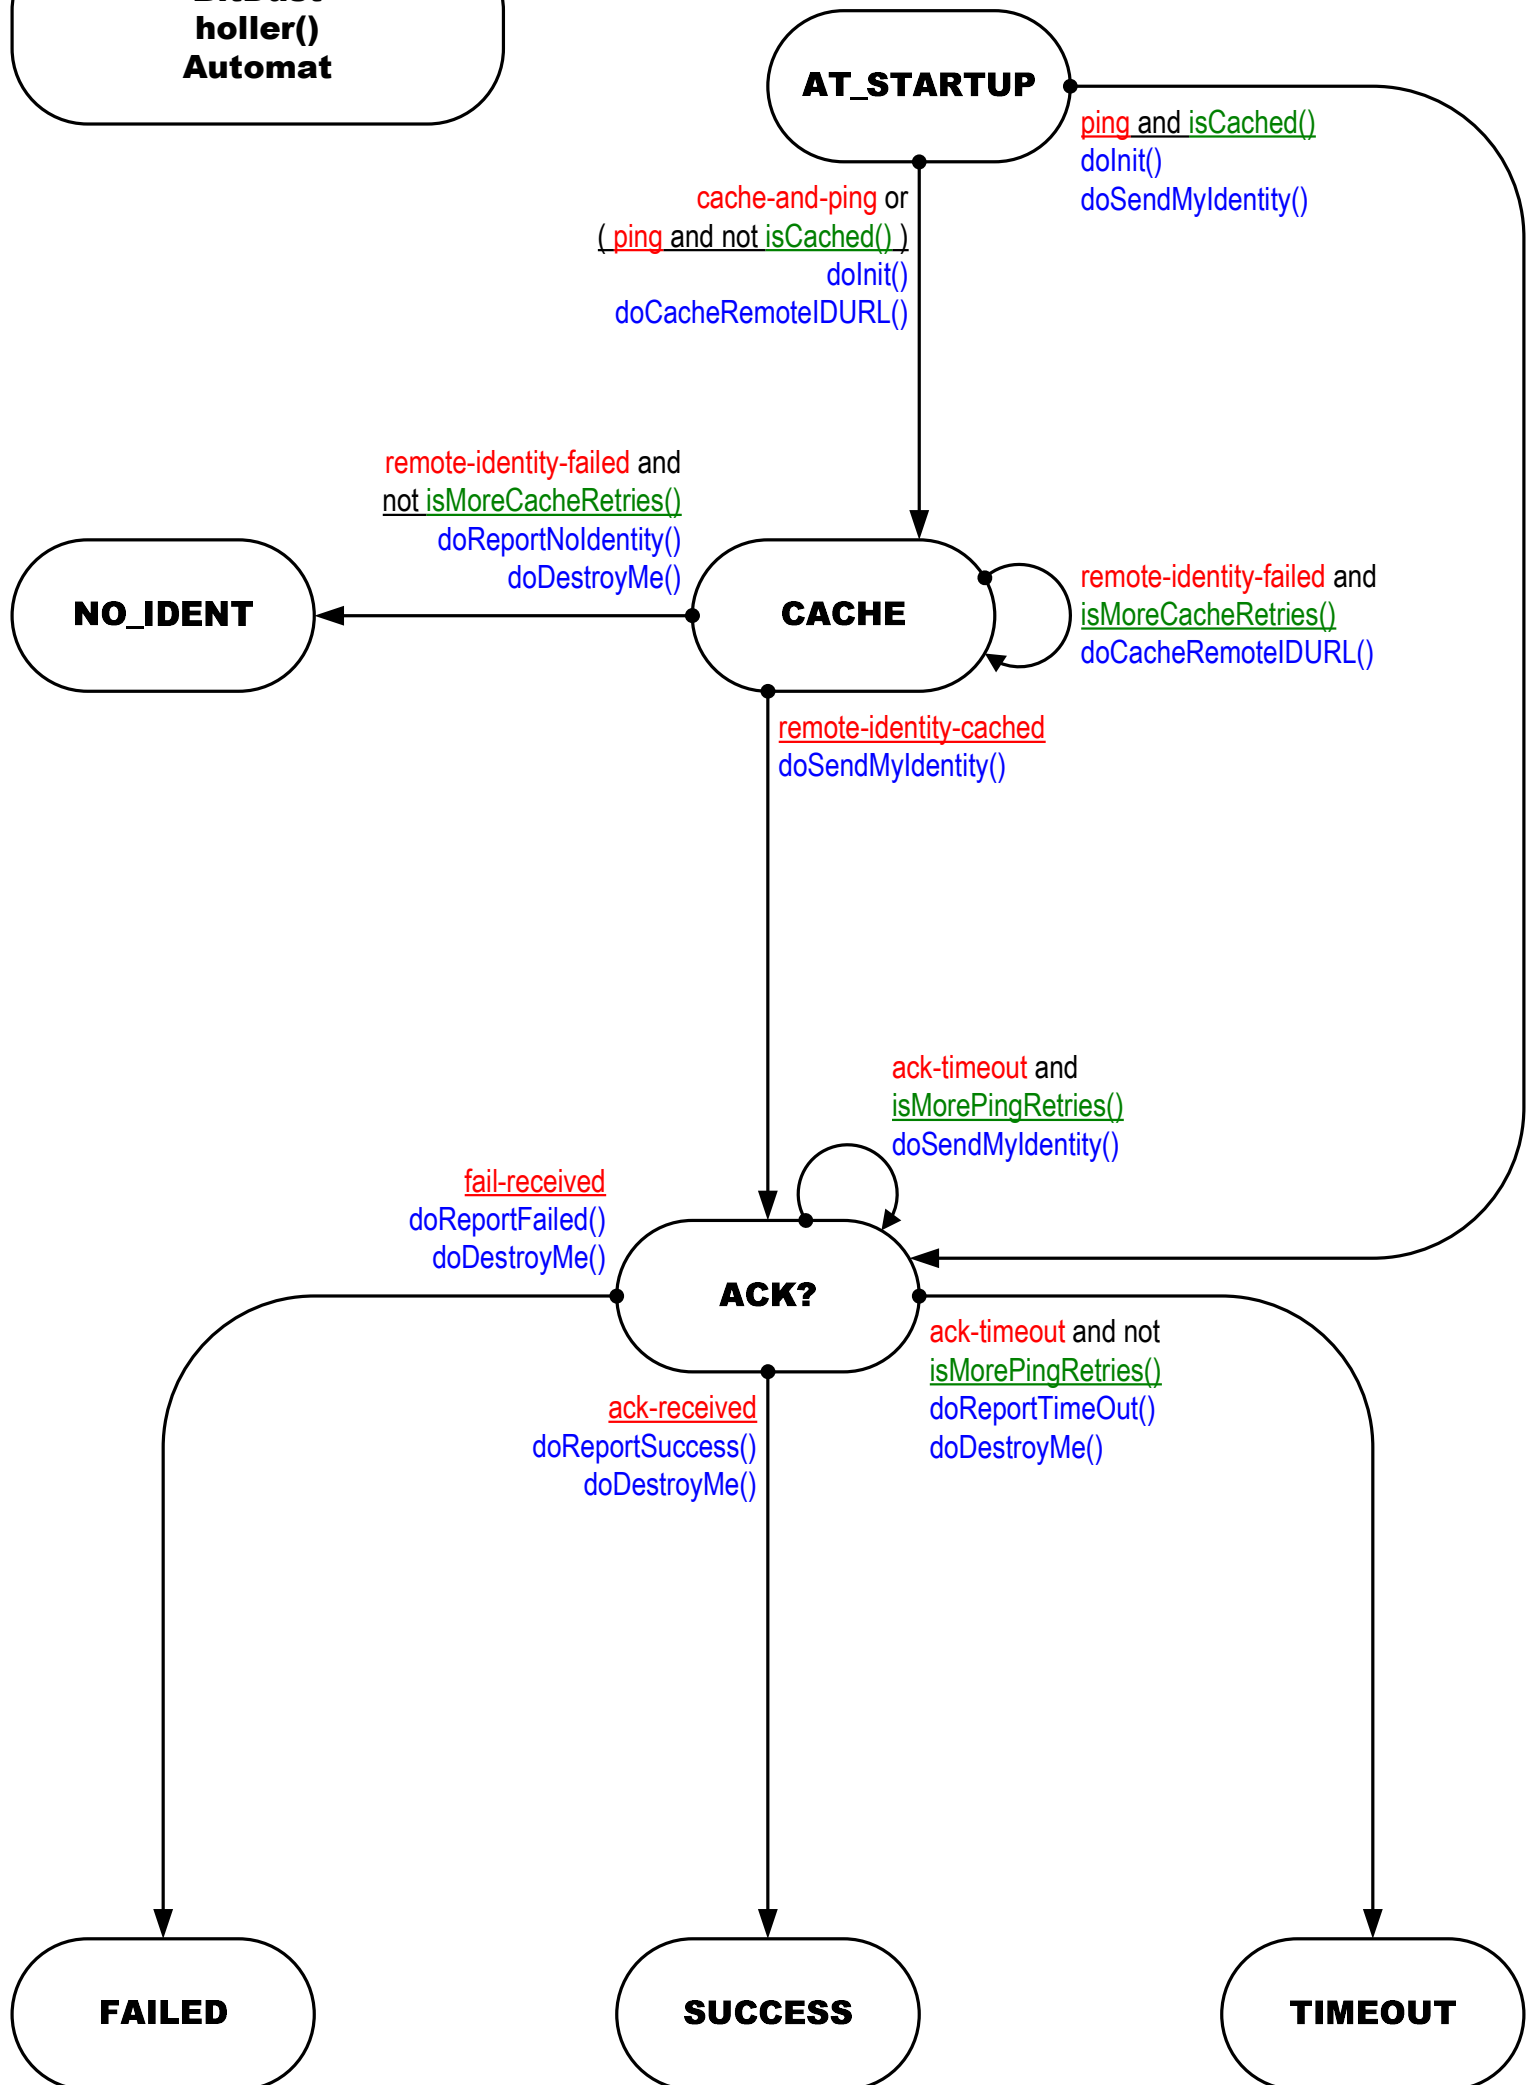 holler()
Automat
AT_STARTUP
ping and isCached()
doInit()
doSendMyIdentity()
cache-and-ping or
( ping and not isCached() )
doInit()
doCacheRemoteIDURL()
remote-identity-failed and
not isMoreCacheRetries()
doReportNoIdentity()
doDestroyMe()
NO_IDENT
CACHE
remote-identity-failed and
isMoreCacheRetries()
doCacheRemoteIDURL()
remote-identity-cached
doSendMyIdentity()
ack-timeout and
isMorePingRetries()
doSendMyIdentity()
fail-received
doReportFailed()
doDestroyMe()
ACK?
ack-timeout and not
isMorePingRetries()
doReportTimeOut()
doDestroyMe()
ack-received
doReportSuccess()
doDestroyMe()
FAILED
SUCCESS
TIMEOUT